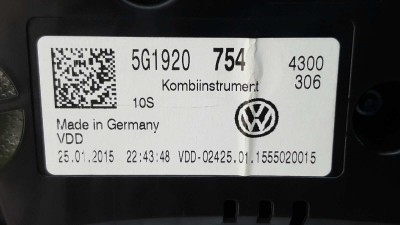 5G1920 754 4300
Kombiinstrument 306
10S
Made in Germany
VDD
25.01.2015 22:43:48 VDD-02425.01.1555020015